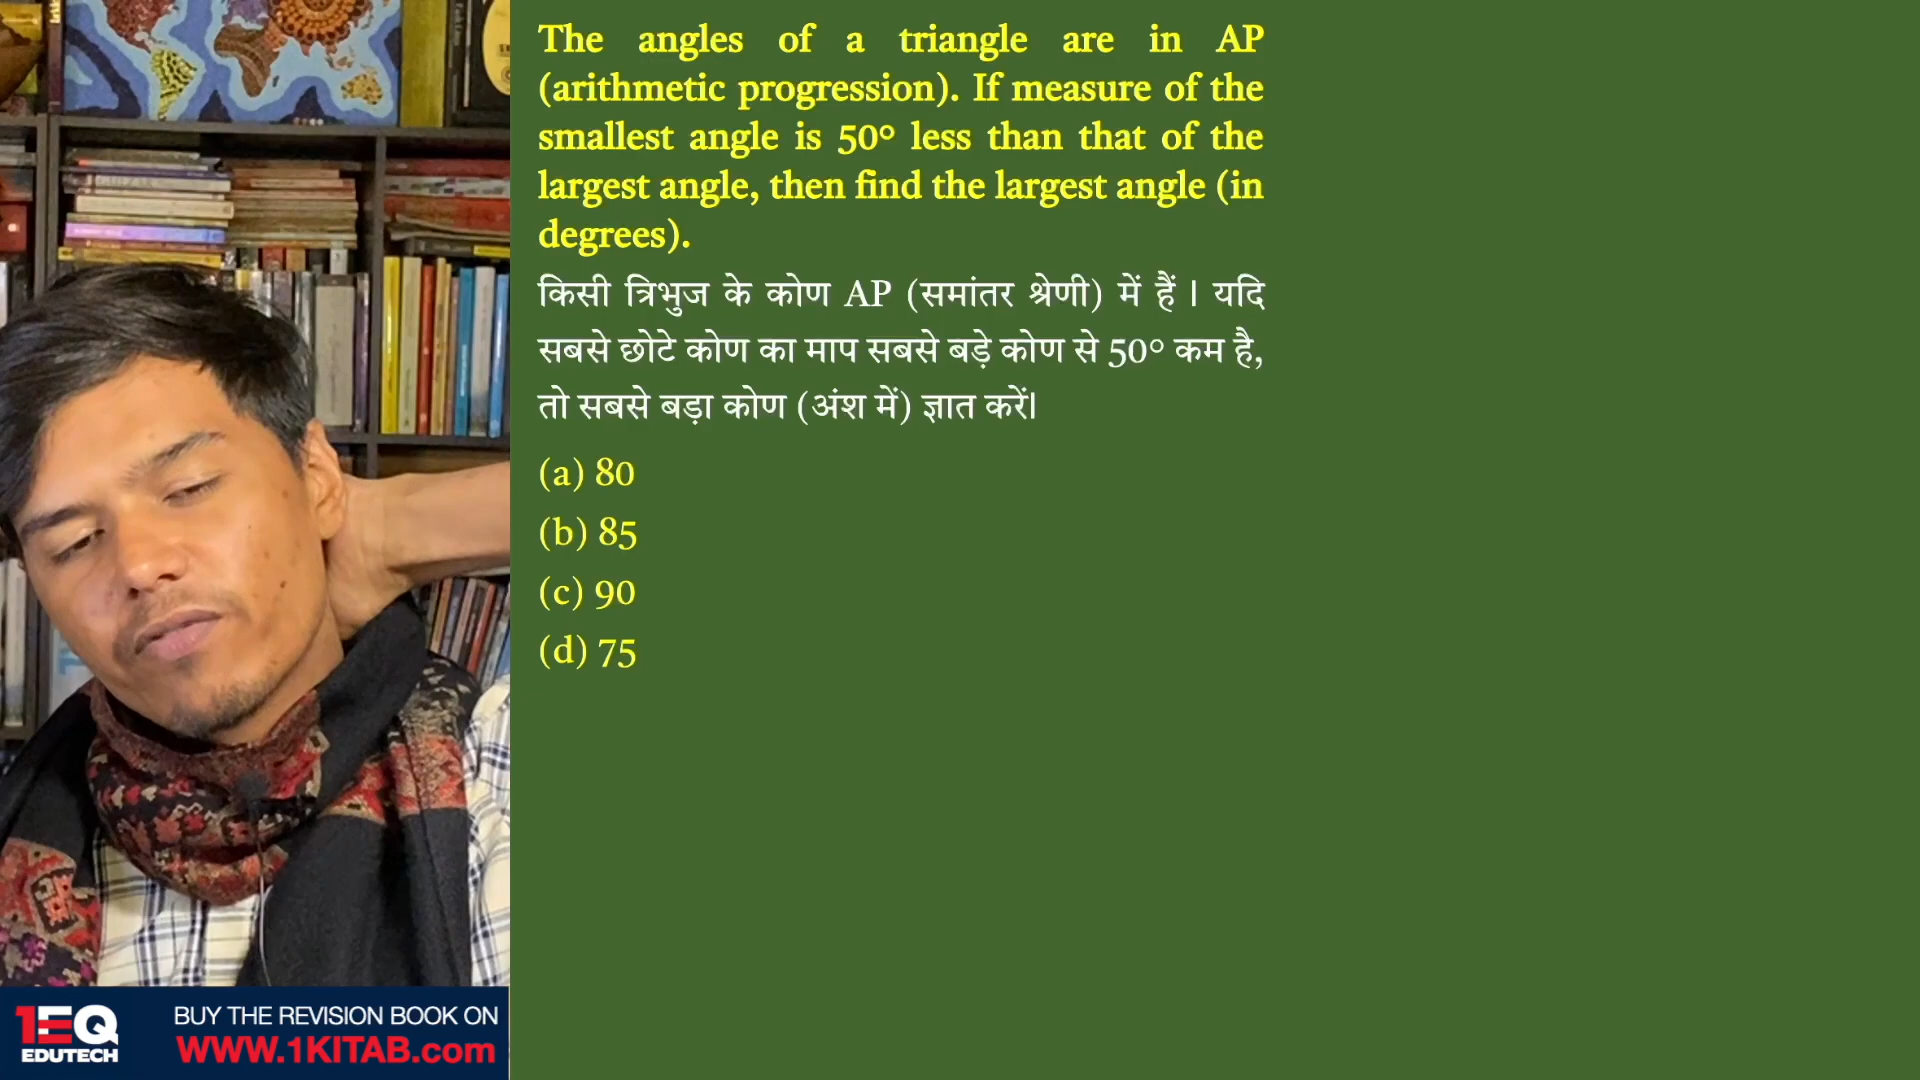 The angles of a triangle are in AP
(arithmetic progression). If measure of the
smallest angle is 50° less than that of the
largest angle, then find the largest angle (in
degrees).
किसी त्रिभुज के कोण AP (समांतर श्रेणी) में हैं । यदि
सबसे छोटे कोण का माप सबसे बड़े कोण से 50° कम है,
तो सबसे बड़ा कोण (अंश में) ज्ञात करें।
(a) 80
(b) 85
(c) 90
(d) 75
1EQ
EDUTECH
BUY THE REVISION BOOK ON
WWW.1KITAB.com